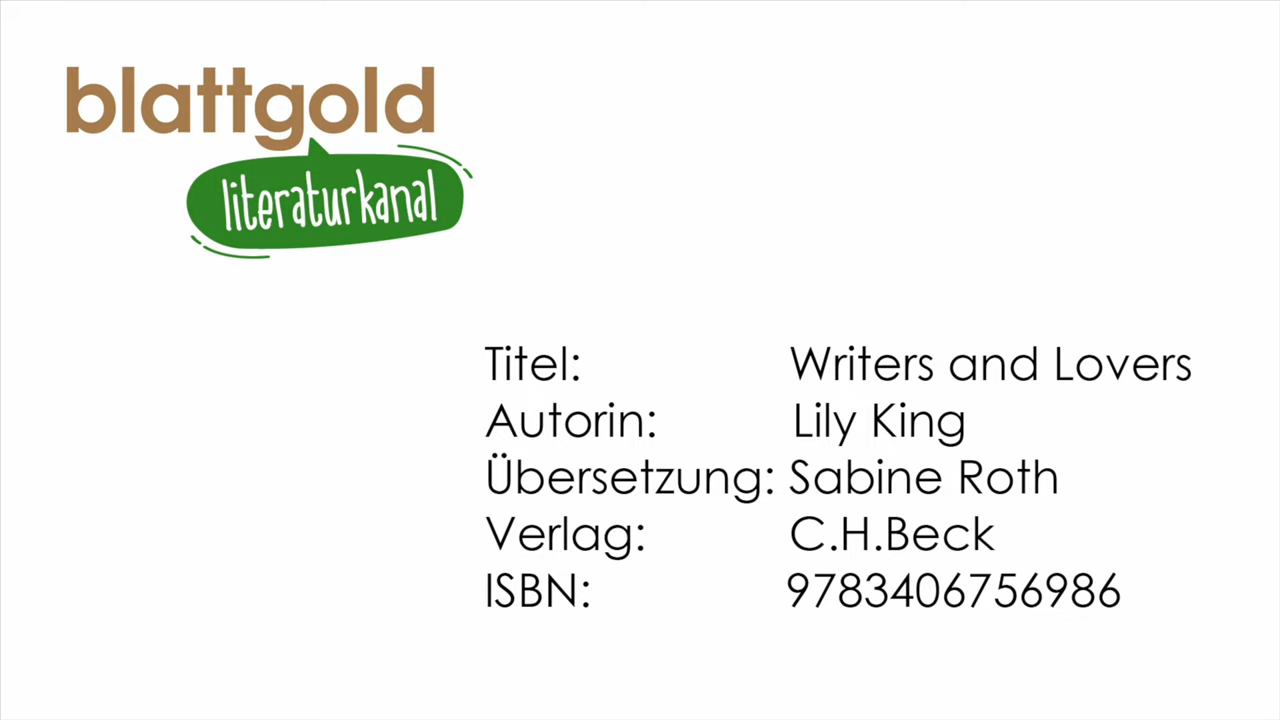 blattgold
literaturkanal
Titel: Writers and Lovers
Autorin: Lily King
Übersetzung: Sabine Roth
Verlag: C.H.Beck
ISBN: 9783406756986